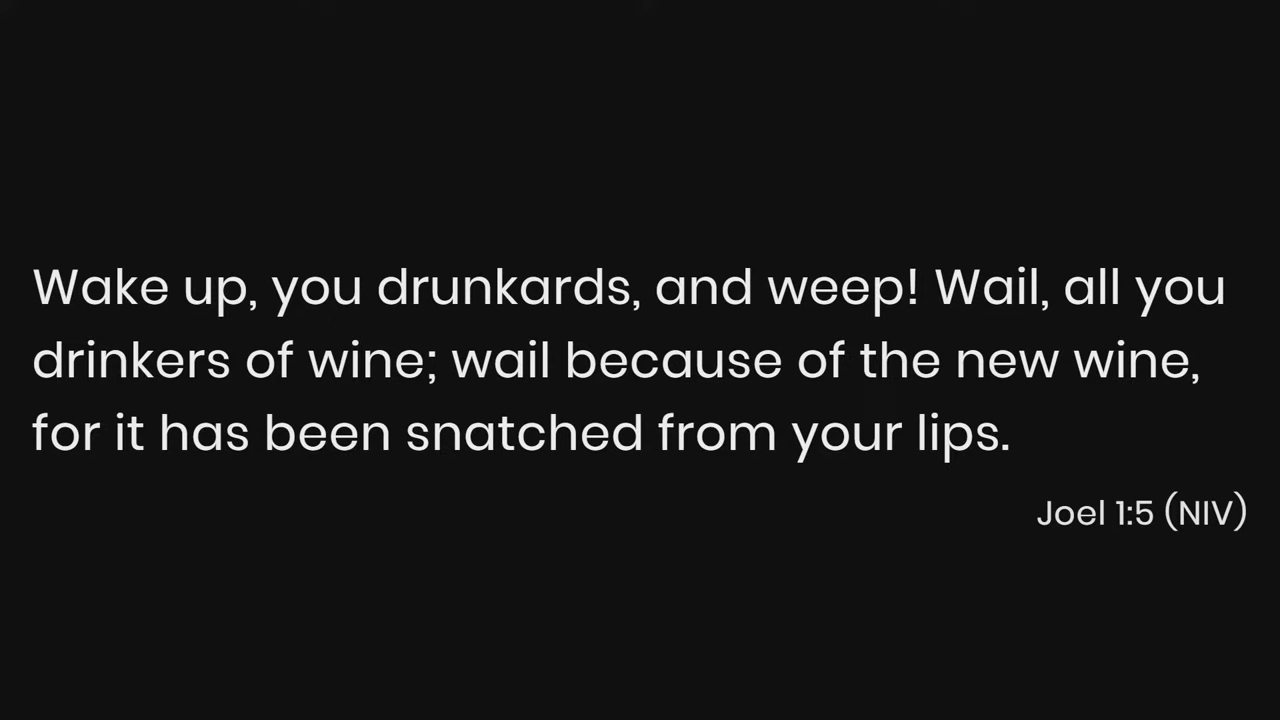 Wake up, you drunkards, and weep! Wail, all you
drinkers of wine; wail because of the new wine,
for it has been snatched from your lips.
Joel 1:5 (NIV)